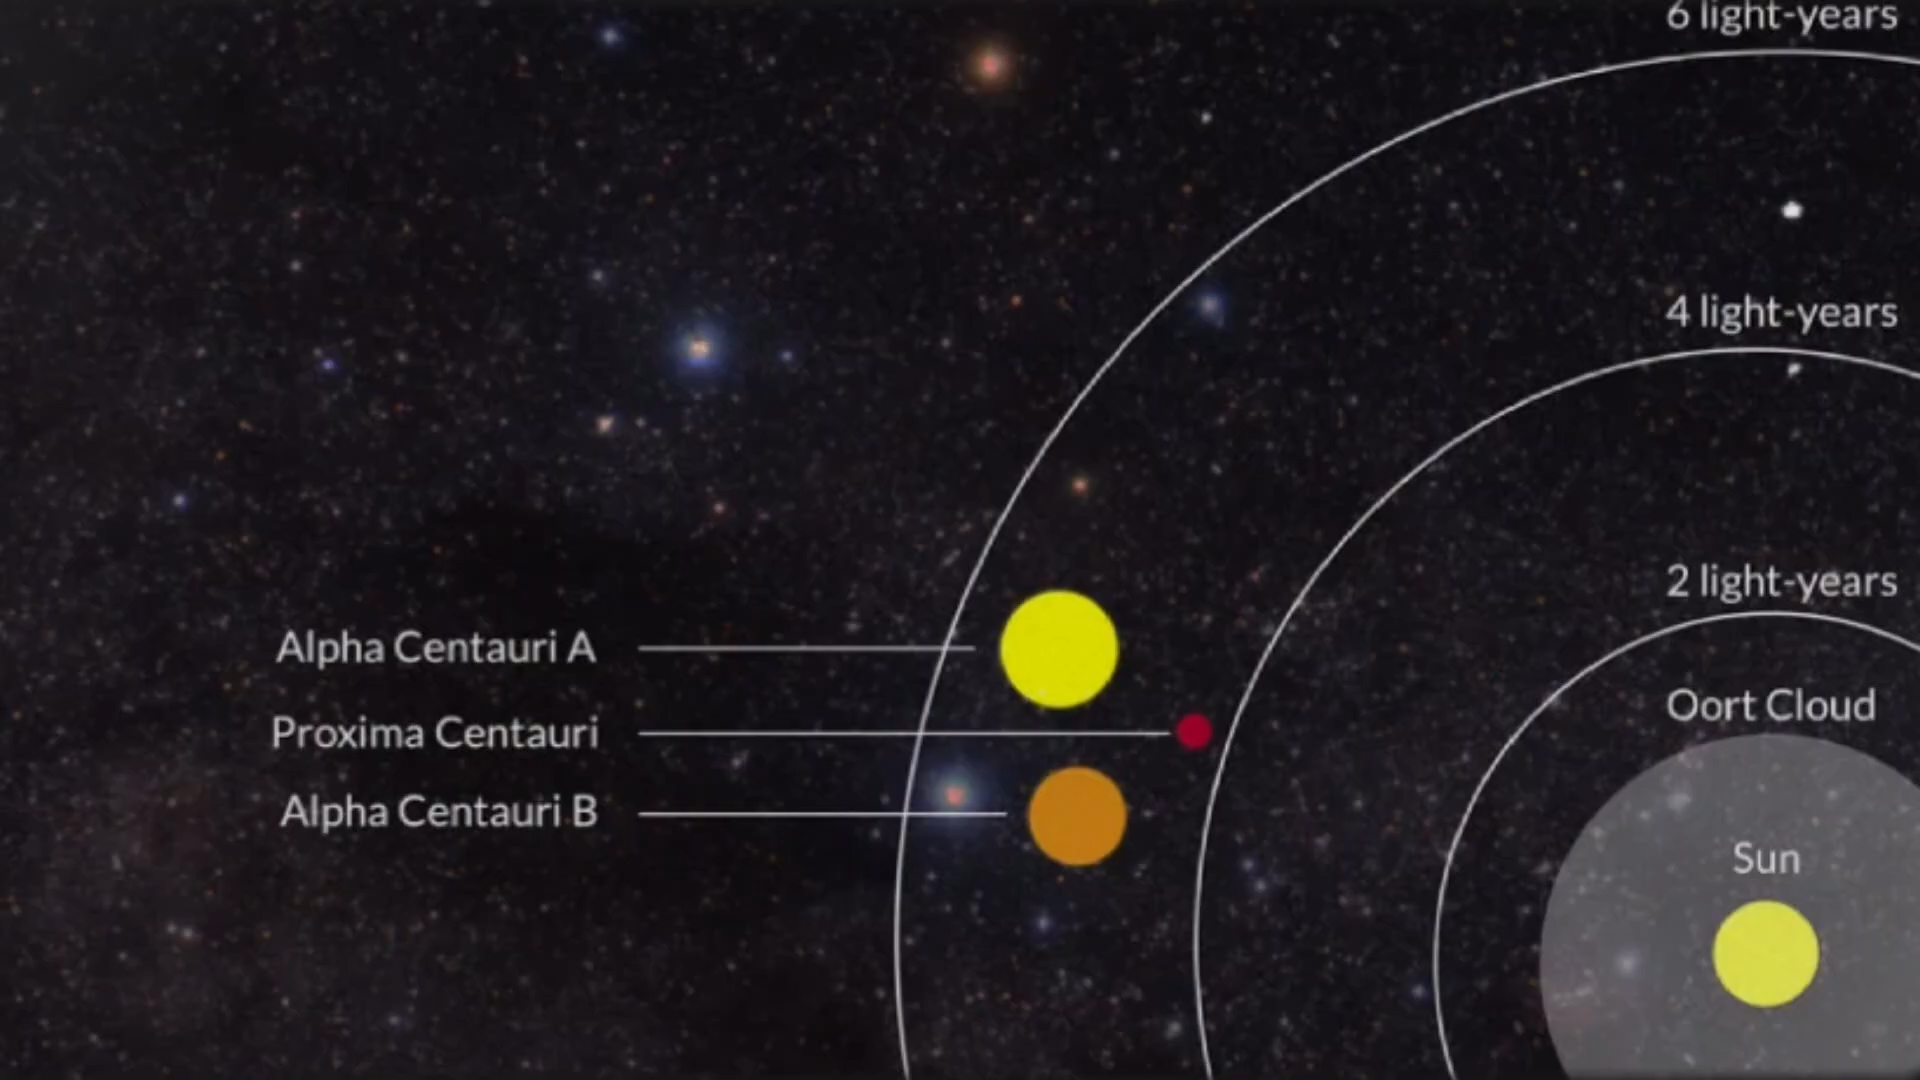 6 light-years
4 light-years
2 light-years
Alpha Centauri A
Oort Cloud
Proxima Centauri
Alpha Centauri B
Sun